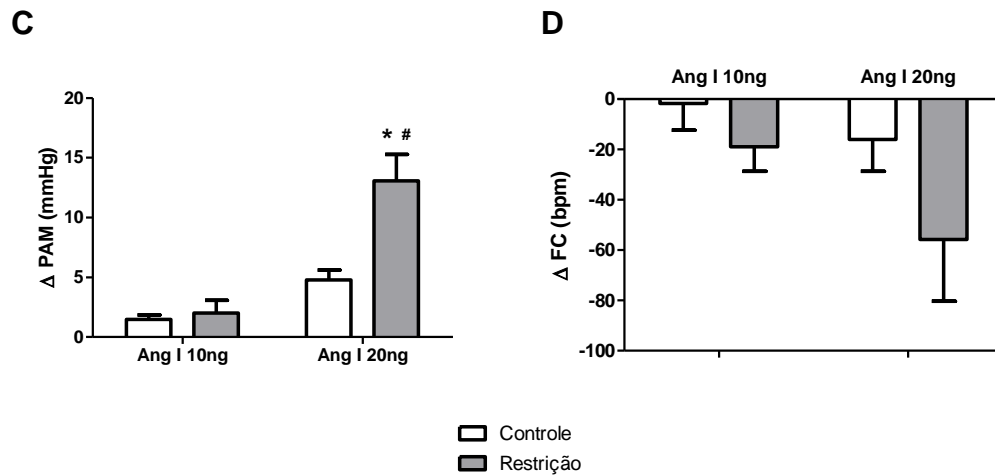 C
Δ PAM (mmHg)
20
15
10
5
0
* #
Ang I 10ng
Ang I 20ng
D
Ang I 10ng
Ang I 20ng
Δ FC (bpm)
0
-20
-40
-60
-80
-100
Controle
Restrição